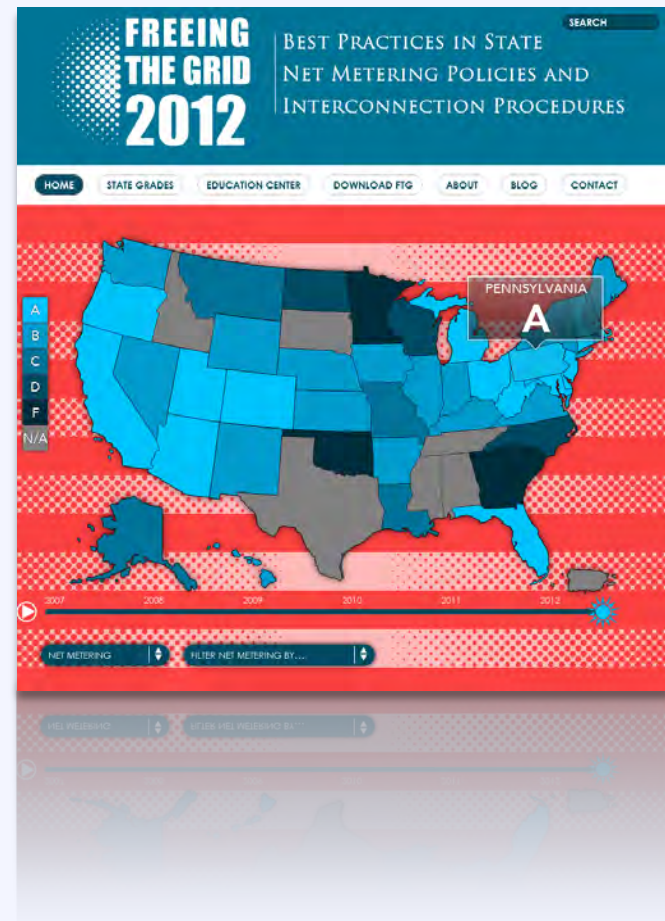 FREEING
THE GRID
2012
BEST PRACTICES IN STATE
NET METERING POLICIES AND
INTERCONNECTION PROCEDURES
SEARCH
HOME
STATE GRADES
EDUCATION CENTER
DOWNLOAD FTG
ABOUT
BLOG
CONTACT
PENNSYLVANIA
A
A
B
C
D
F
N/A
2007
2008
2009
2010
2011
2012
NET METERING
FILTER NET METERING BY...